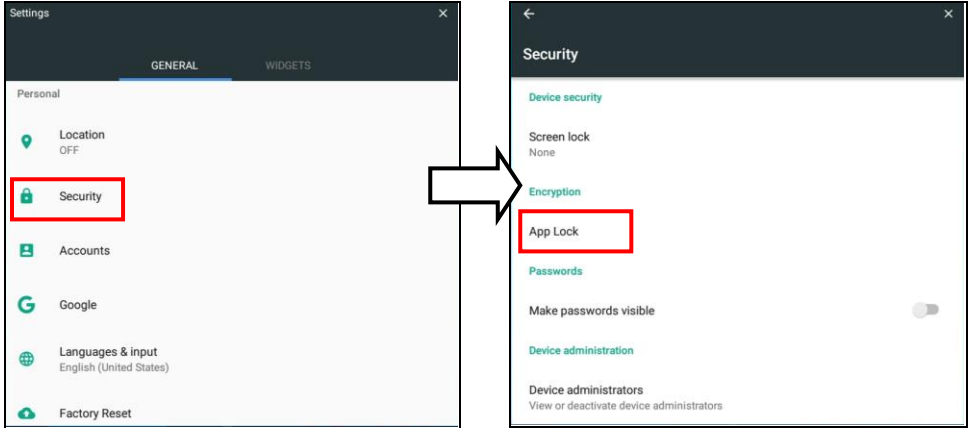 Settings
GENERAL
WIDGETS
Personal
Location
OFF
Security
Accounts
Google
Languages & input
English (United States)
Factory Reset
Security
Device security
Screen lock
None
Encryption
App Lock
Passwords
Make passwords visible
Device administration
Device administrators
View or deactivate device administrators